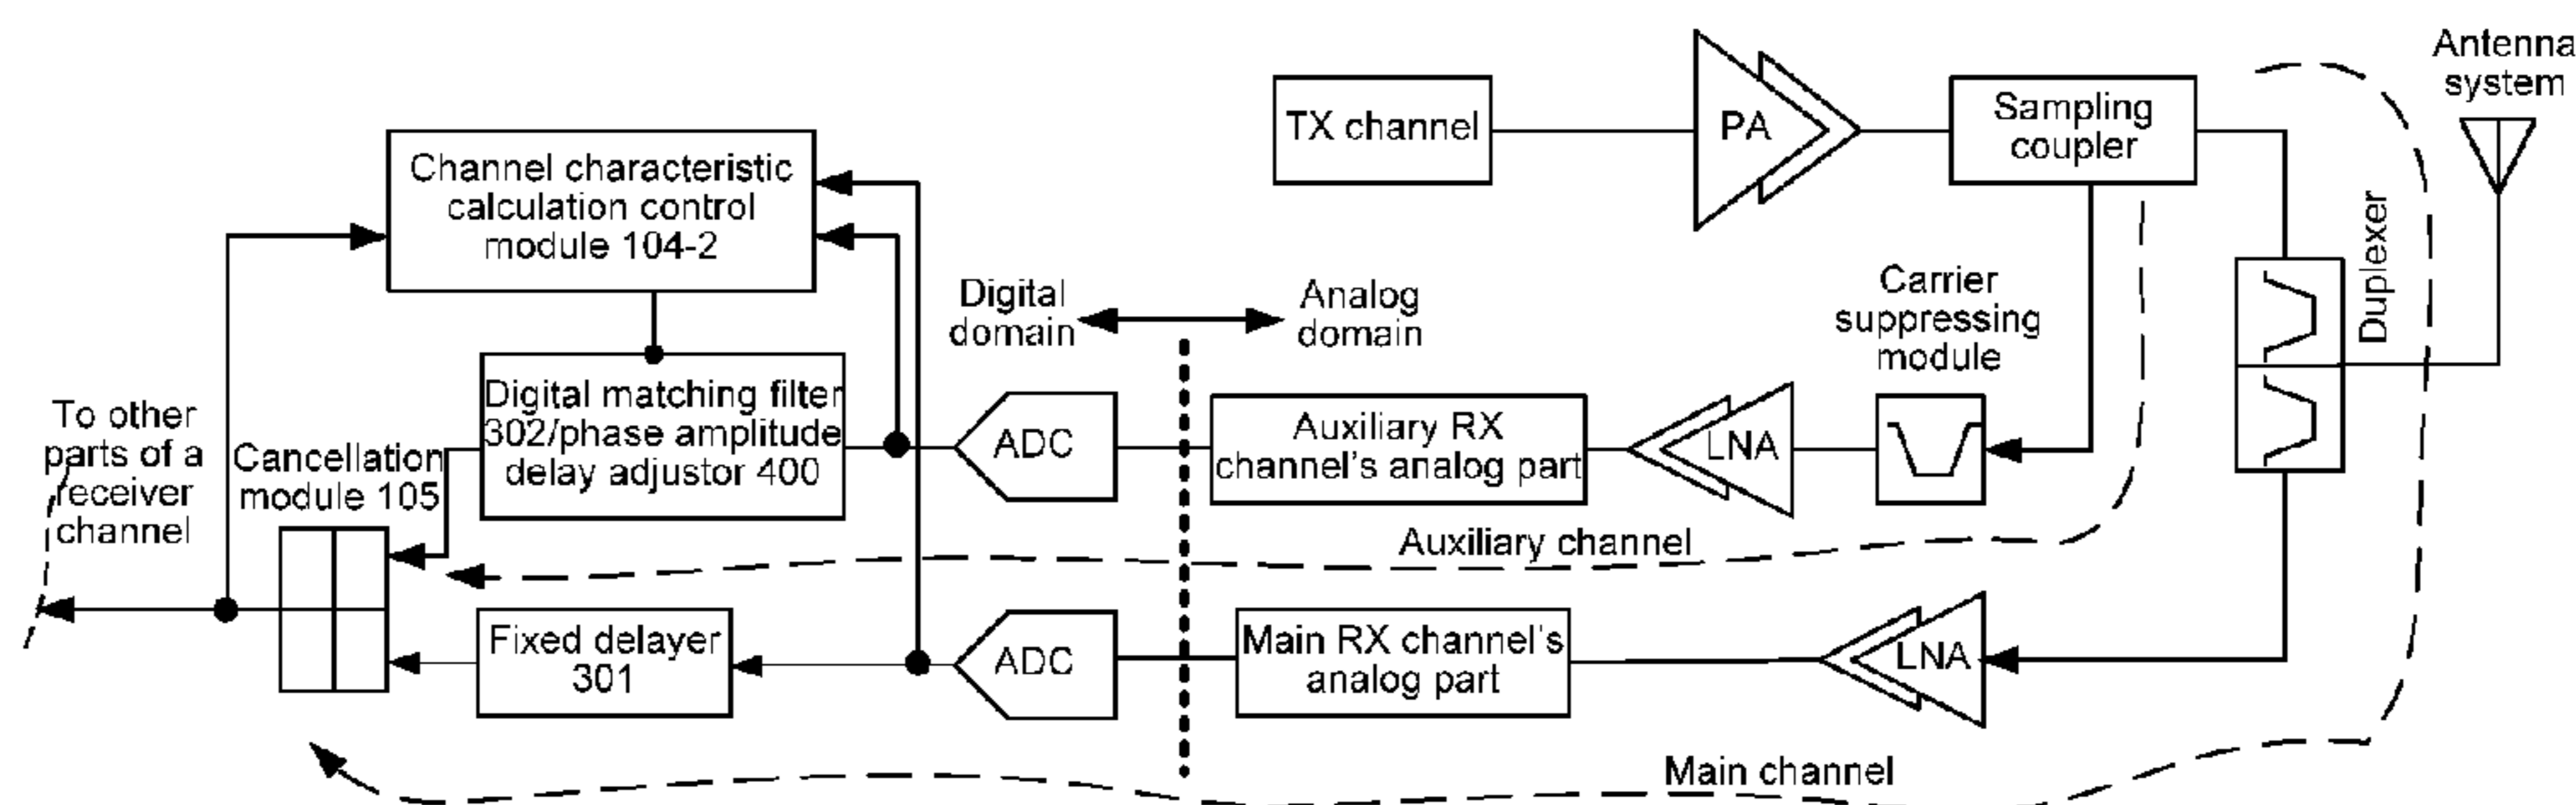 Antenna
system
TX channel
PA
Sampling
coupler
Duplexer
Channel characteristic
calculation control
module 104-2
Digital
domain
Analog
domain
Carrier
suppressing
module
To other
parts of a
receiver
channel
Cancellation
module 105
Digital matching filter
302/phase amplitude
delay adjustor 400
ADC
Auxiliary RX
channel's analog part
LNA
Auxiliary channel
Fixed delayer
301
ADC
Main RX channel's
analog part
LNA
Main channel